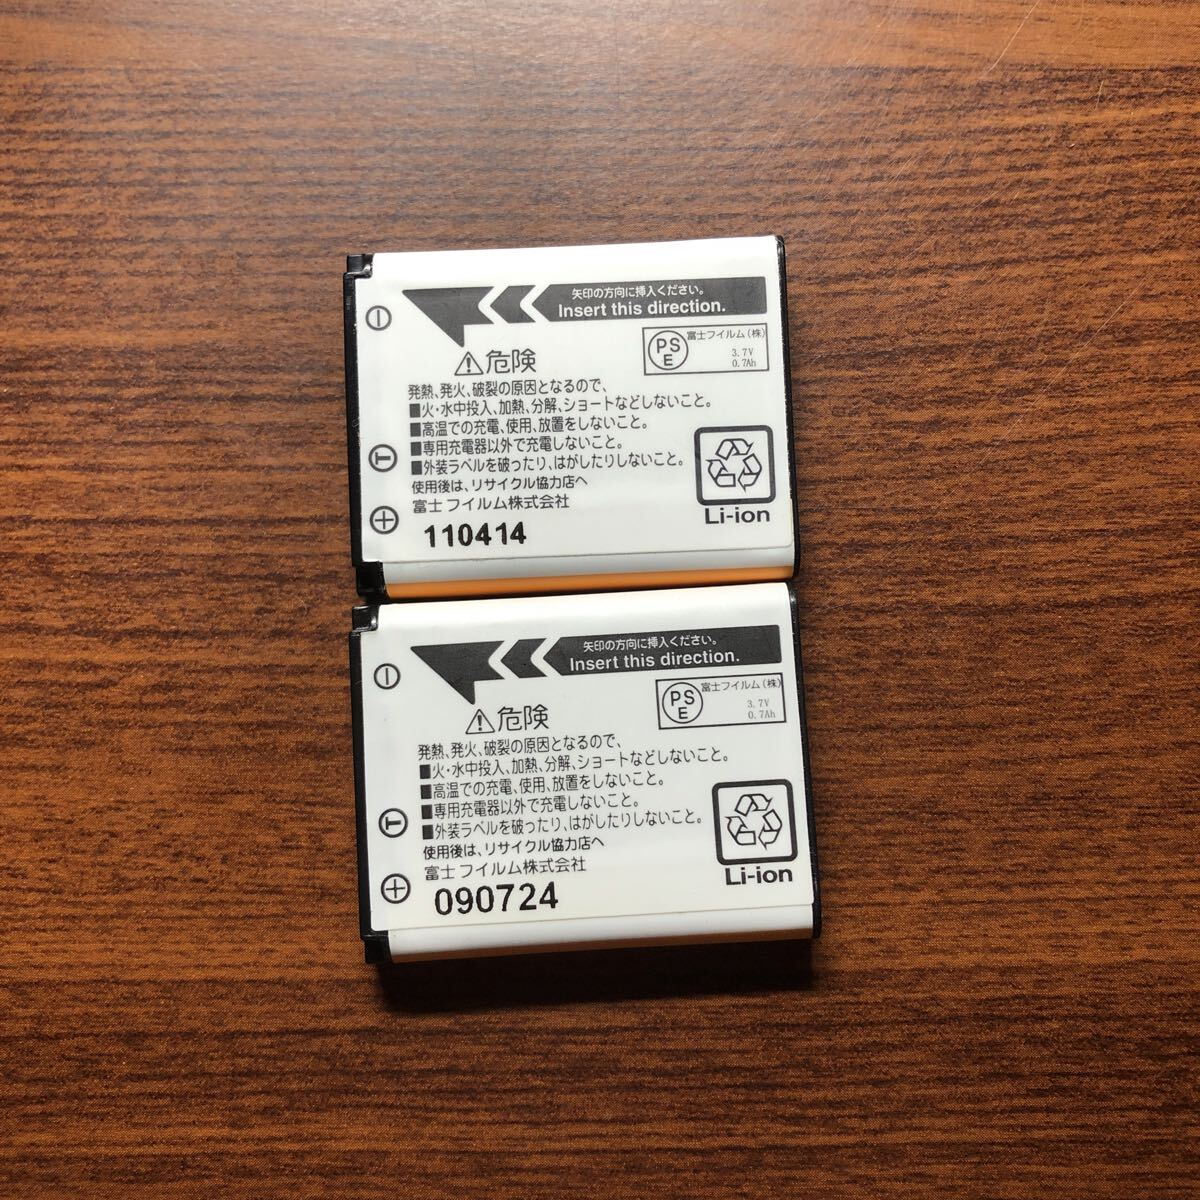 矢印の方向に挿入ください。
Insert this direction.
PS
E
富士フイルム(株)
3.7V
0.7Ah
⚠危険
発熱、発火、破裂の原因となるので、
■火・水中投入、加熱、分解、ショートなどしないこと。
■高温での充電、使用、放置をしないこと。
■専用充電器以外で充電しないこと。
■外装ラベルを破ったり、はがしたりしないこと。
使用後は、リサイクル協力店へ
富士フイルム株式会社
110414
Li-ion
⊖
Ⓣ
⊕
矢印の方向に挿入ください。
Insert this direction.
PS
E
富士フイルム(株)
3.7V
0.7Ah
⚠危険
発熱、発火、破裂の原因となるので、
■火・水中投入、加熱、分解、ショートなどしないこと。
■高温での充電、使用、放置をしないこと。
■専用充電器以外で充電しないこと。
■外装ラベルを破ったり、はがしたりしないこと。
使用後は、リサイクル協力店へ
富士フイルム株式会社
090724
Li-ion
⊖
Ⓣ
⊕